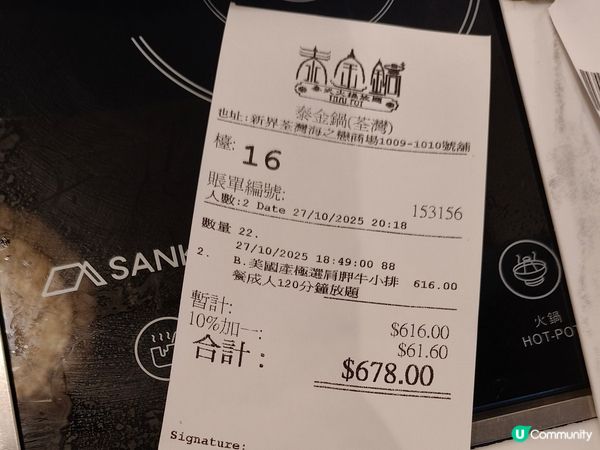 泰金鍋
泰式火鍋放題
THAI POT
泰金鍋(荃灣)
地址:新界荃灣海之戀商場1009-1010號舖
檯: 16
賬單編號: 153156
人數:2 Date 27/10/2025 20:18
數量 22.
27/10/2025 18:49:00 88
2. B.美國產極選肩胛牛小排 616.00
餐成人120分鐘放題
暫計: $616.00
10%加一: $61.60
合計: $678.00
Signature:
SANK
火鍋
HOT-POT
U Community